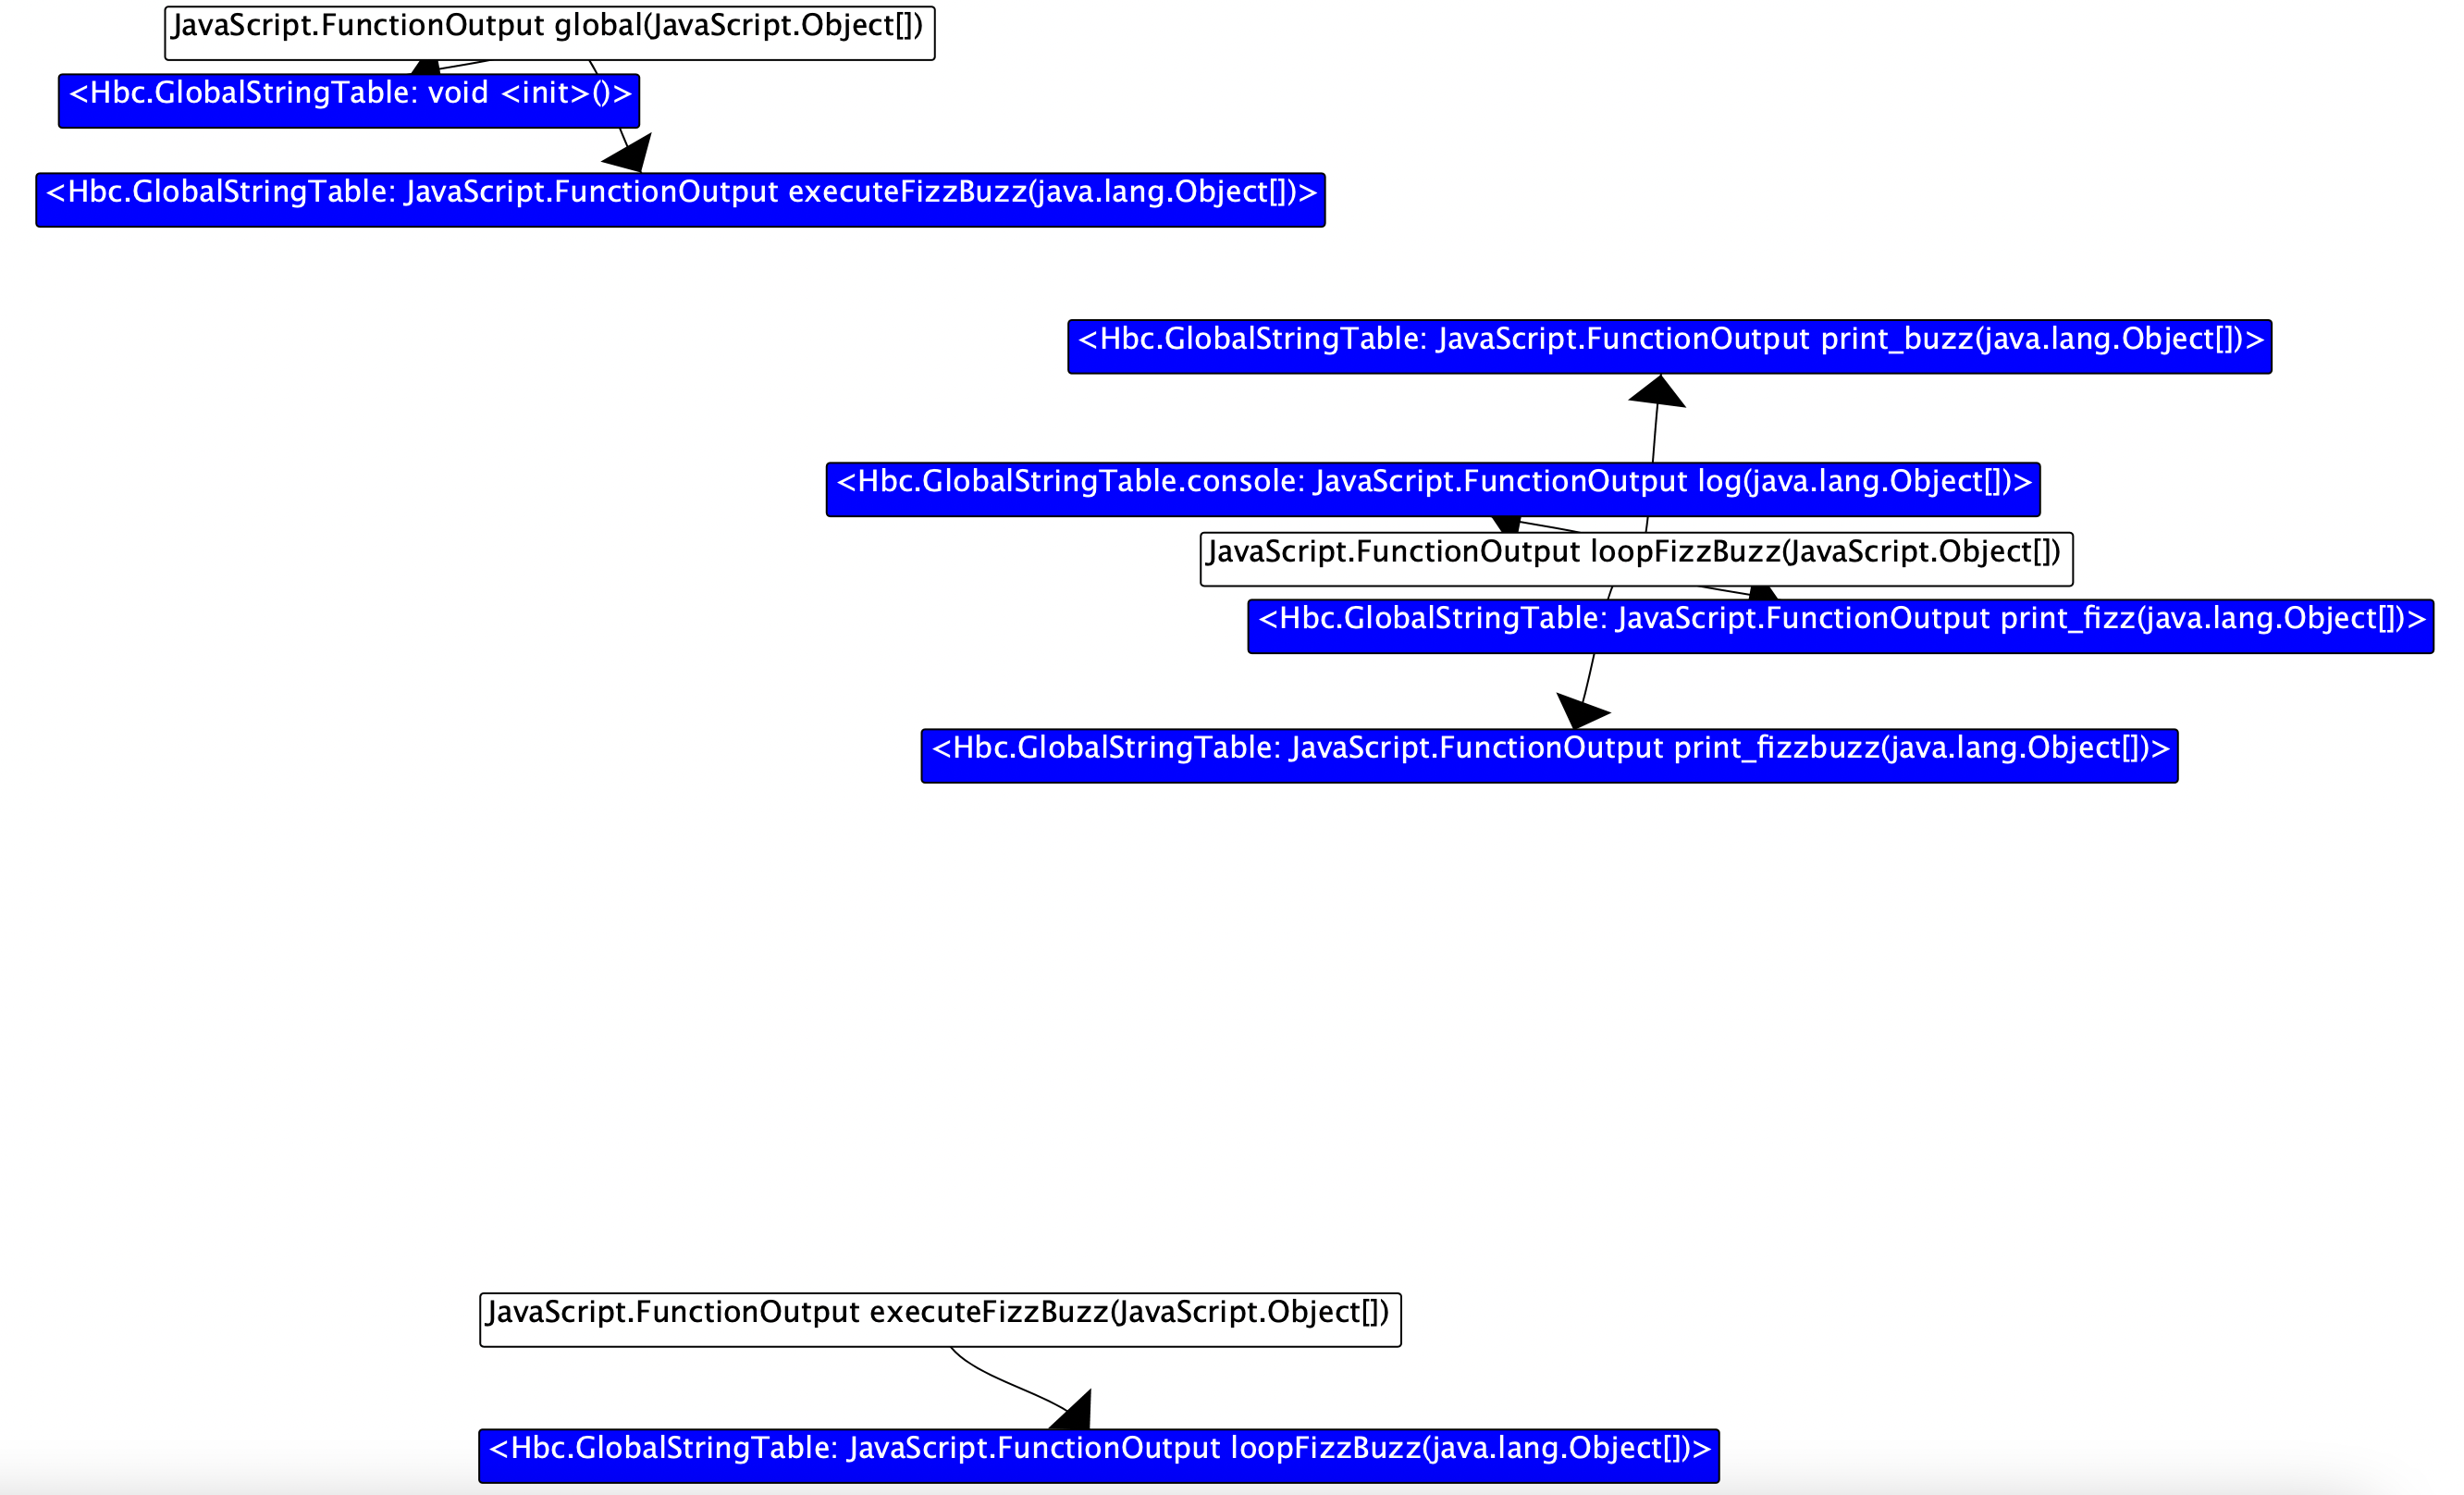 JavaScript.FunctionOutput global(JavaScript.Object[])
<Hbc.GlobalStringTable: void <init>()>
<Hbc.GlobalStringTable: JavaScript.FunctionOutput executeFizzBuzz(java.lang.Object[])>
<Hbc.GlobalStringTable: JavaScript.FunctionOutput print_buzz(java.lang.Object[])>
<Hbc.GlobalStringTable.console: JavaScript.FunctionOutput log(java.lang.Object[])>
JavaScript.FunctionOutput loopFizzBuzz(JavaScript.Object[])
<Hbc.GlobalStringTable: JavaScript.FunctionOutput print_fizz(java.lang.Object[])>
<Hbc.GlobalStringTable: JavaScript.FunctionOutput print_fizzbuzz(java.lang.Object[])>
JavaScript.FunctionOutput executeFizzBuzz(JavaScript.Object[])
<Hbc.GlobalStringTable: JavaScript.FunctionOutput loopFizzBuzz(java.lang.Object[])>